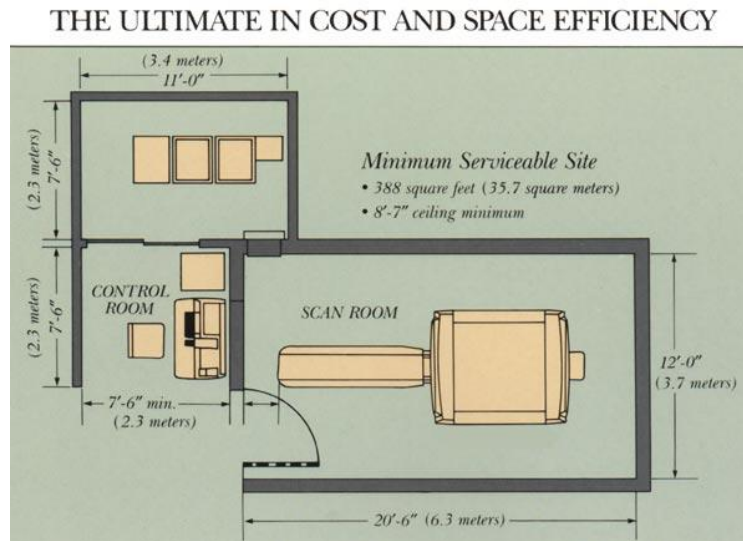 THE ULTIMATE IN COST AND SPACE EFFICIENCY
(3.4 meters)
11'-0"
(2.3 meters)
7'-6"
Minimum Serviceable Site
• 388 square feet (35.7 square meters)
• 8'-7" ceiling minimum
(2.3 meters)
7'-6"
CONTROL
ROOM
SCAN ROOM
12'-0"
(3.7 meters)
7'-6" min.
(2.3 meters)
20'-6" (6.3 meters)